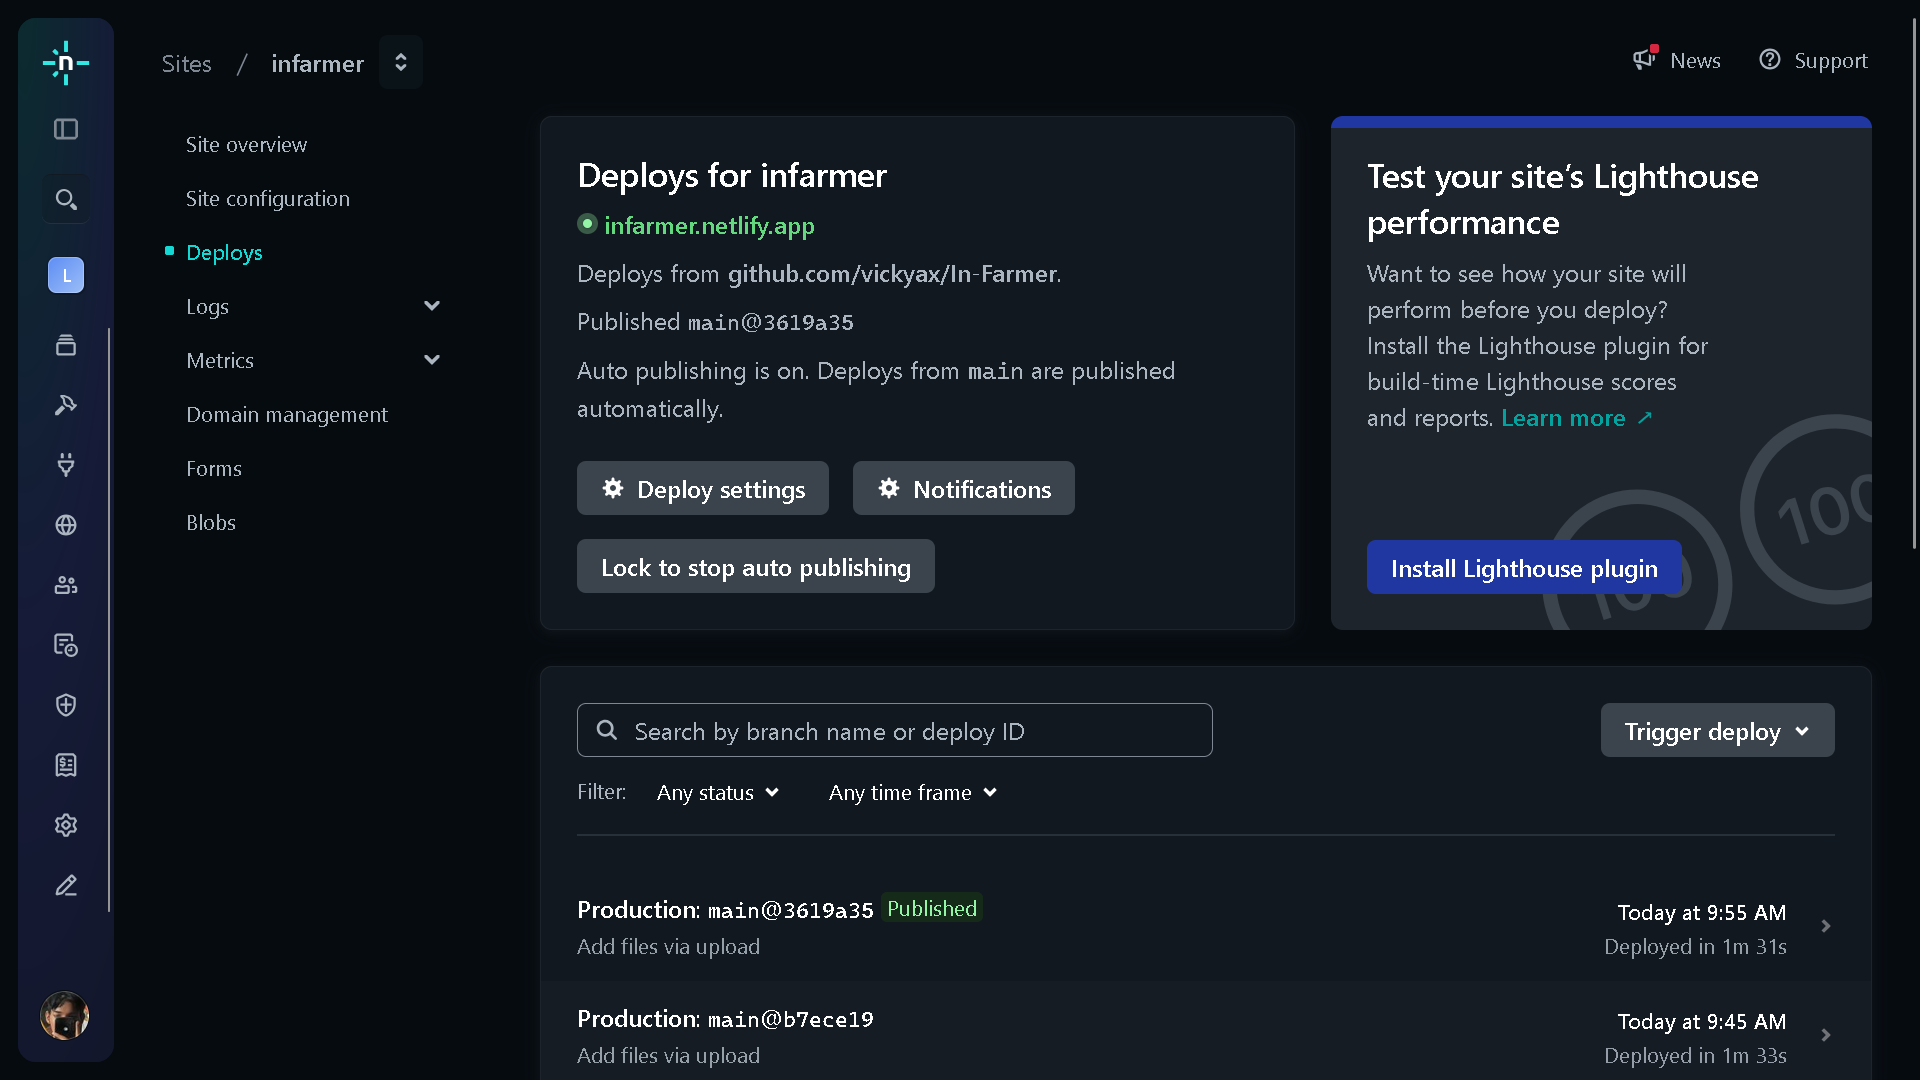 Sites / infarmer
News
Support
L
Site overview
Site configuration
Deploys
Logs
Metrics
Domain management
Forms
Blobs
Deploys for infarmer
infarmer.netlify.app
Deploys from github.com/vickyax/In-Farmer.
Published main@3619a35
Auto publishing is on. Deploys from main are published
automatically.
Deploy settings
Notifications
Lock to stop auto publishing
Test your site’s Lighthouse
performance
Want to see how your site will
perform before you deploy?
Install the Lighthouse plugin for
build-time Lighthouse scores
and reports. Learn more ↗
100
100
Install Lighthouse plugin
Search by branch name or deploy ID
Trigger deploy
Filter: Any status Any time frame
Production: main@3619a35 Published
Today at 9:55 AM
Add files via upload
Deployed in 1m 31s
Production: main@b7ece19
Today at 9:45 AM
Add files via upload
Deployed in 1m 33s